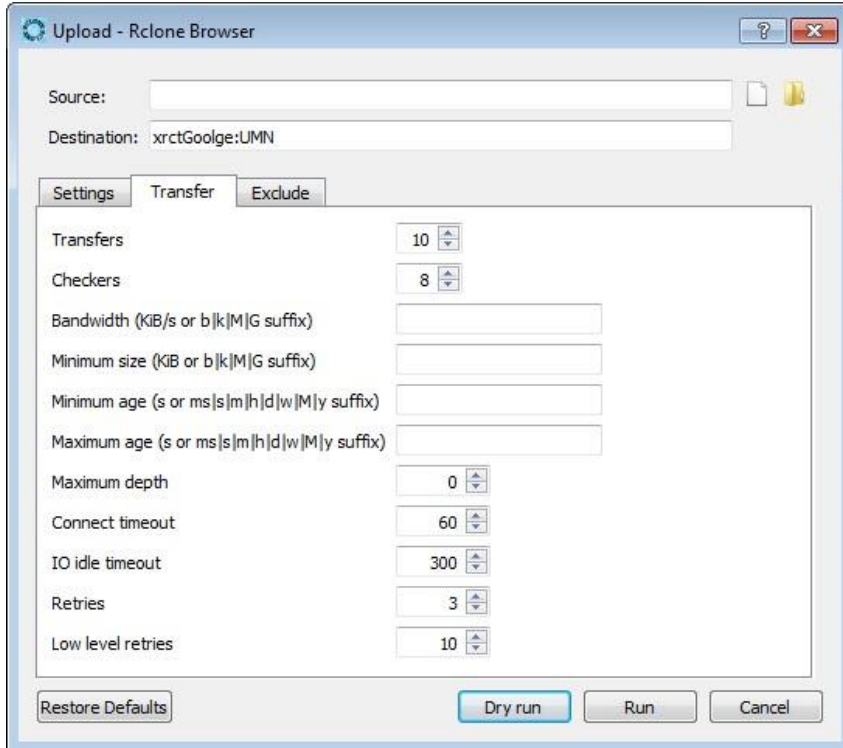 Upload - Rclone Browser
Source:
Destination: xrctGoolge:UMN
Settings Transfer Exclude
Transfers 10
Checkers 8
Bandwidth (KiB/s or b|k|M|G suffix)
Minimum size (KiB or b|k|M|G suffix)
Minimum age (s or ms|s|m|h|d|w|M|y suffix)
Maximum age (s or ms|s|m|h|d|w|M|y suffix)
Maximum depth 0
Connect timeout 60
IO idle timeout 300
Retries 3
Low level retries 10
Restore Defaults Dry run Run Cancel